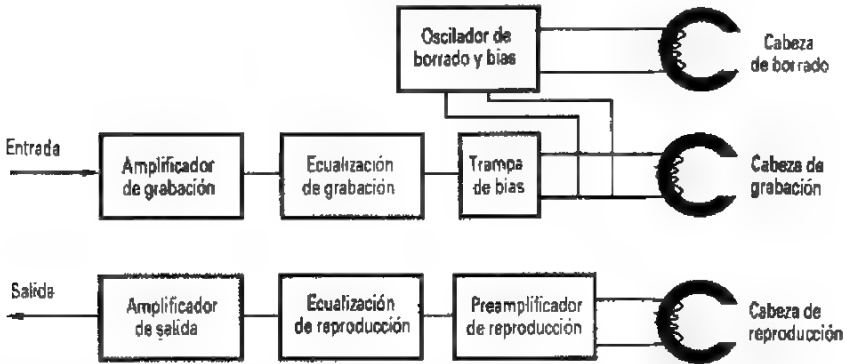 Oscilador de
borrado y bias
Cabeza
de borrado
Entrada
Amplificador
de grabación
Ecualización
de grabación
Trampa
de bias
Cabeza de
grabación
Salida
Amplificador
de salida
Ecualización
de reproducción
Preamplificador
de reproducción
Cabeza de
reproducción